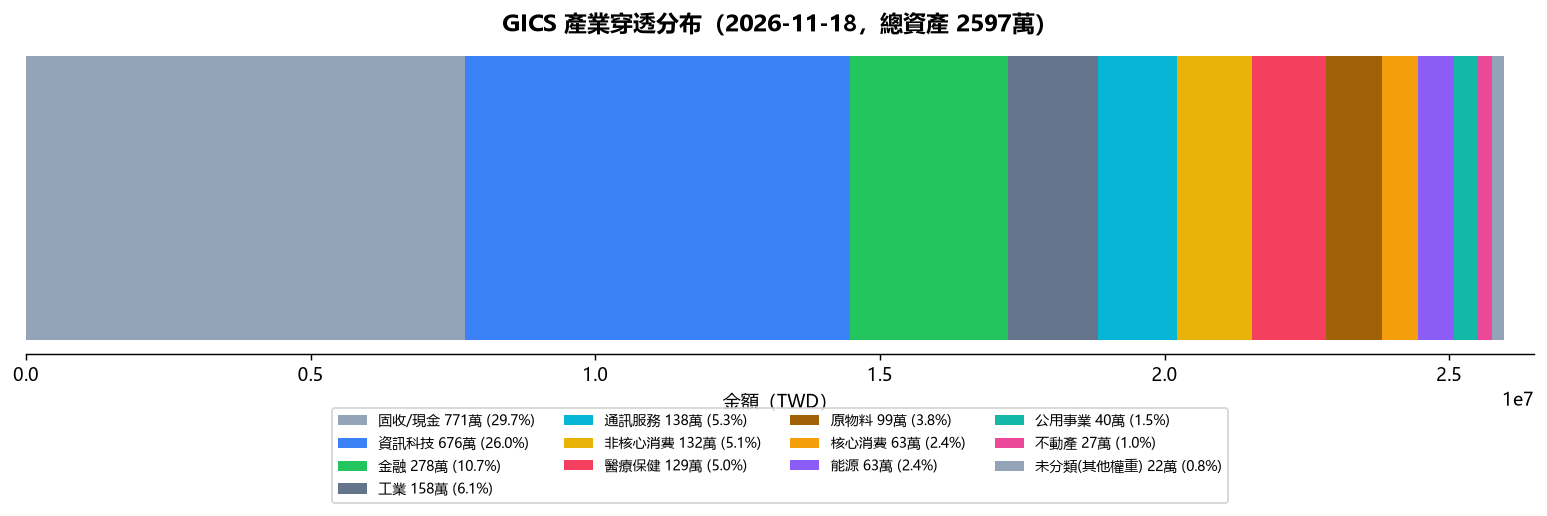 GICS 產業穿透分布（2026-11-18，總資產 2597萬）
0.0 0.5 1.0 1.5 2.0 2.5
金額（TWD）
1e7
固收/現金 771萬 (29.7%)
資訊科技 676萬 (26.0%)
金融 278萬 (10.7%)
工業 158萬 (6.1%)
通訊服務 138萬 (5.3%)
非核心消費 132萬 (5.1%)
醫療保健 129萬 (5.0%)
原物料 99萬 (3.8%)
核心消費 63萬 (2.4%)
能源 63萬 (2.4%)
公用事業 40萬 (1.5%)
不動產 27萬 (1.0%)
未分類(其他權重) 22萬 (0.8%)